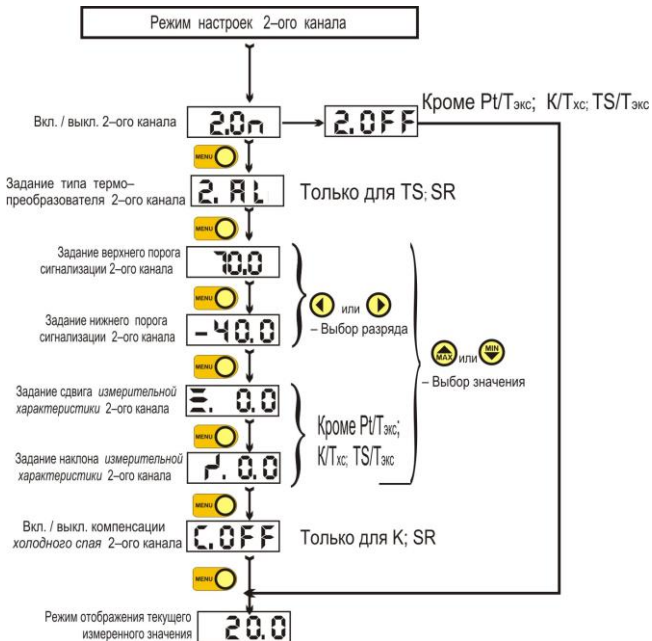 Режим настроек 2–ого канала
Вкл. / выкл. 2–ого канала
2.0n
2.0FF
Кроме Pt/Tэкс; К/Тхс; TS/Tэкс
MENU
Задание типа термо–
преобразователя 2–ого канала
2. AL
Только для TS; SR
MENU
Задание верхнего порога
сигнализации 2–ого канала
70.0
MENU
или
– Выбор разряда
Задание нижнего порога
сигнализации 2–ого канала
-40.0
MAX
или
MIN
– Выбор значения
MENU
Задание сдвига измерительной
характеристики 2–ого канала
0.0
Кроме Pt/Tэкс;
К/Тхс; TS/Tэкс
MENU
Задание наклона измерительной
характеристики 2–ого канала
0.0
MENU
Вкл. / выкл. компенсации
холодного спая 2–ого канала
C.0FF
Только для K; SR
MENU
Режим отображения текущего
измеренного значения
20.0